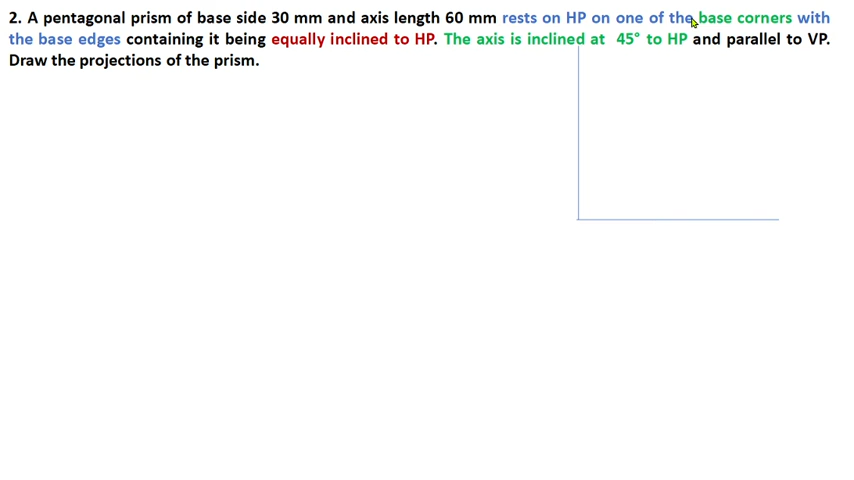 2. A pentagonal prism of base side 30 mm and axis length 60 mm rests on HP on one of the base corners with
the base edges containing it being equally inclined to HP. The axis is inclined at 45° to HP and parallel to VP.
Draw the projections of the prism.